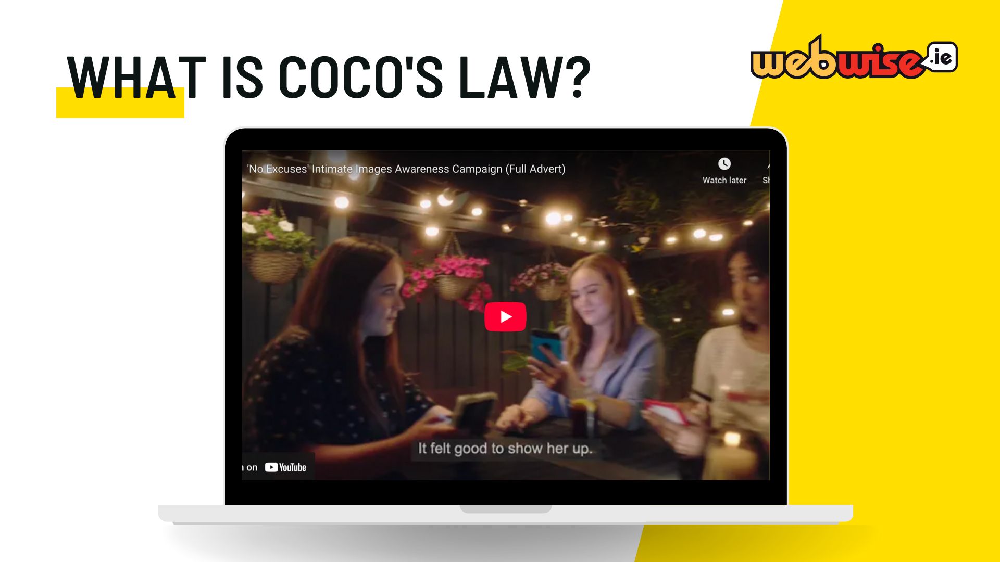 WHAT IS COCO'S LAW?
webwise.ie
'No Excuses' Intimate Images Awareness Campaign (Full Advert)
Watch later
It felt good to show her up.
on YouTube